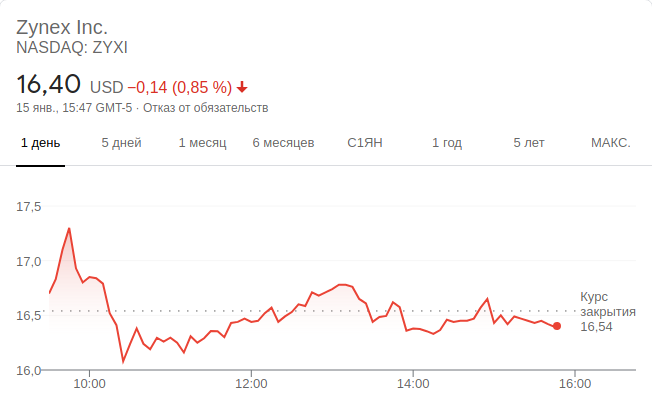 Zynex Inc.
NASDAQ: ZYXI
16,40 USD −0,14 (0,85 %)
15 янв., 15:47 GMT-5 · Отказ от обязательств
1 день 5 дней 1 месяц 6 месяцев С1ЯН 1 год 5 лет МАКС.
17,5
17,0
16,5
16,0
Курс
закрытия
16,54
10:00 12:00 14:00 16:00